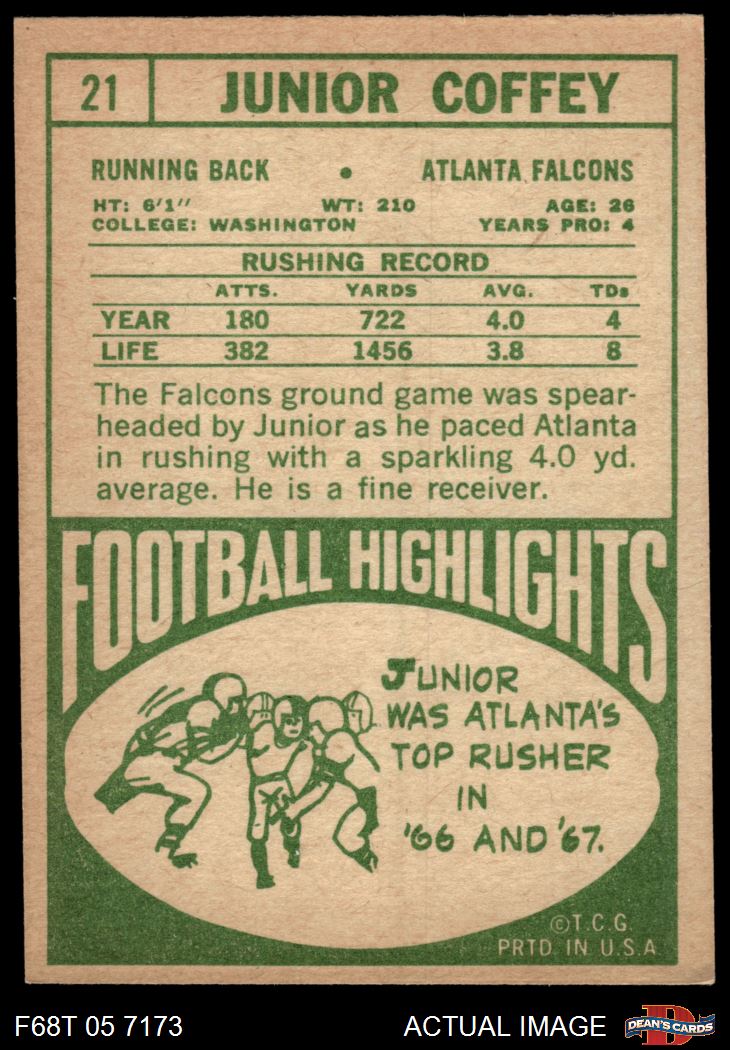 21 JUNIOR COFFEY
RUNNING BACK • ATLANTA FALCONS
HT: 6'1" WT: 210 AGE: 26
COLLEGE: WASHINGTON YEARS PRO: 4
RUSHING RECORD
ATTS. YARDS AVG. TDs
YEAR 180 722 4.0 4
LIFE 382 1456 3.8 8
The Falcons ground game was spear-
headed by Junior as he paced Atlanta
in rushing with a sparkling 4.0 yd.
average. He is a fine receiver.
FOOTBALL HIGHLIGHTS
JUNIOR
WAS ATLANTA'S
TOP RUSHER
IN
'66 AND '67.
©T.C.G.
PRTD. IN U.S.A
F68T 05 7173 ACTUAL IMAGE D DEAN'S CARDS